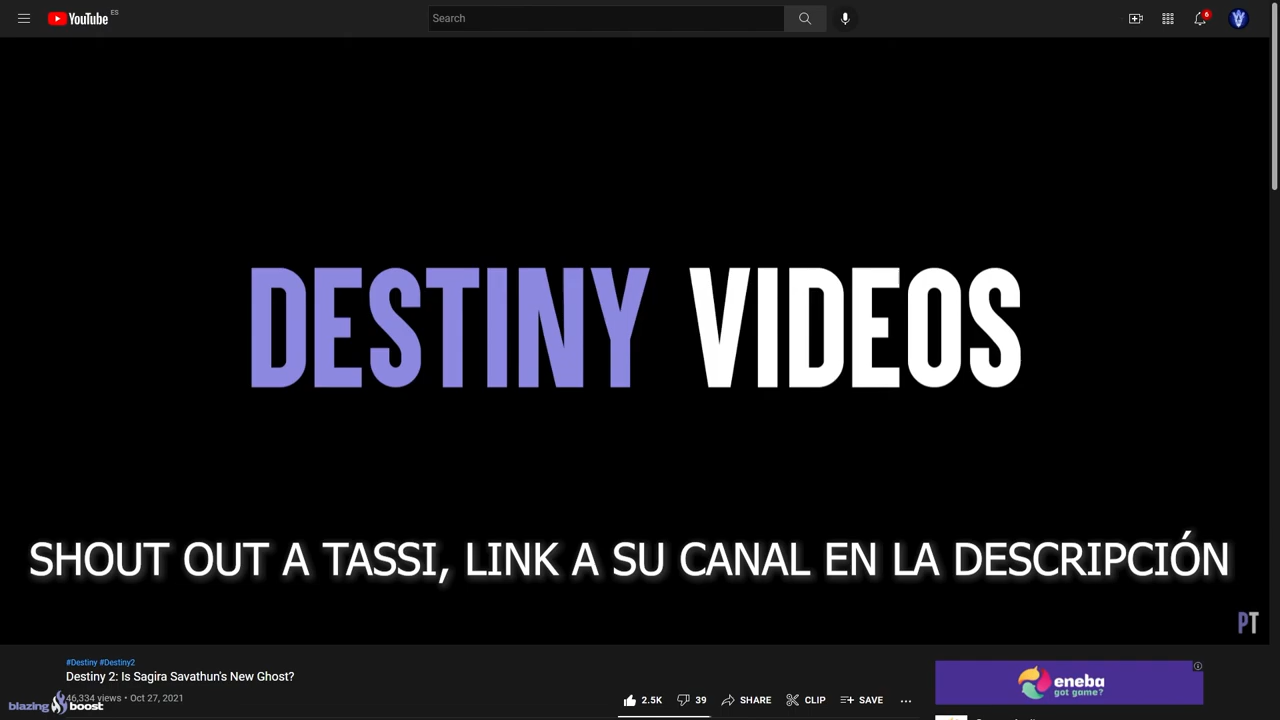 YouTube ES
Search
6
DESTINY VIDEOS
SHOUT OUT A TASSI, LINK A SU CANAL EN LA DESCRIPCIÓN
PT
#Destiny #Destiny2
Destiny 2: Is Sagira Savathun's New Ghost?
46,334 views • Oct 27, 2021
2.5K 39 SHARE CLIP SAVE
blazing boost
eneba
got game?